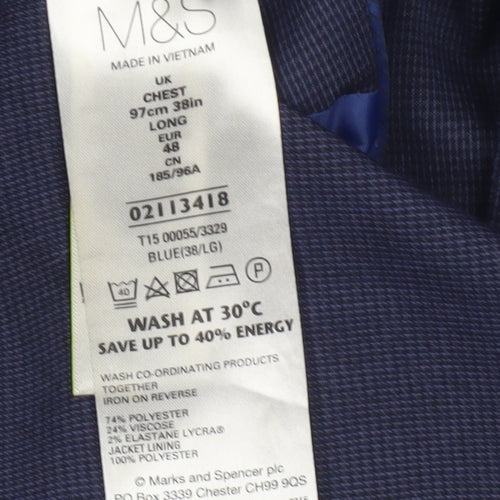 M&S
MADE IN VIETNAM
UK
CHEST
97cm 38in
LONG
EUR
48
CN
185/96A
02113418
T15 00055/3329
BLUE(38/LG)
40
P
WASH AT 30°C
SAVE UP TO 40% ENERGY
WASH CO-ORDINATING PRODUCTS
TOGETHER
IRON ON REVERSE
74% POLYESTER
24% VISCOSE
2% ELASTANE LYCRA®
JACKET LINING
100% POLYESTER
© Marks and Spencer plc
PO Box 3339 Chester CH99 9QS